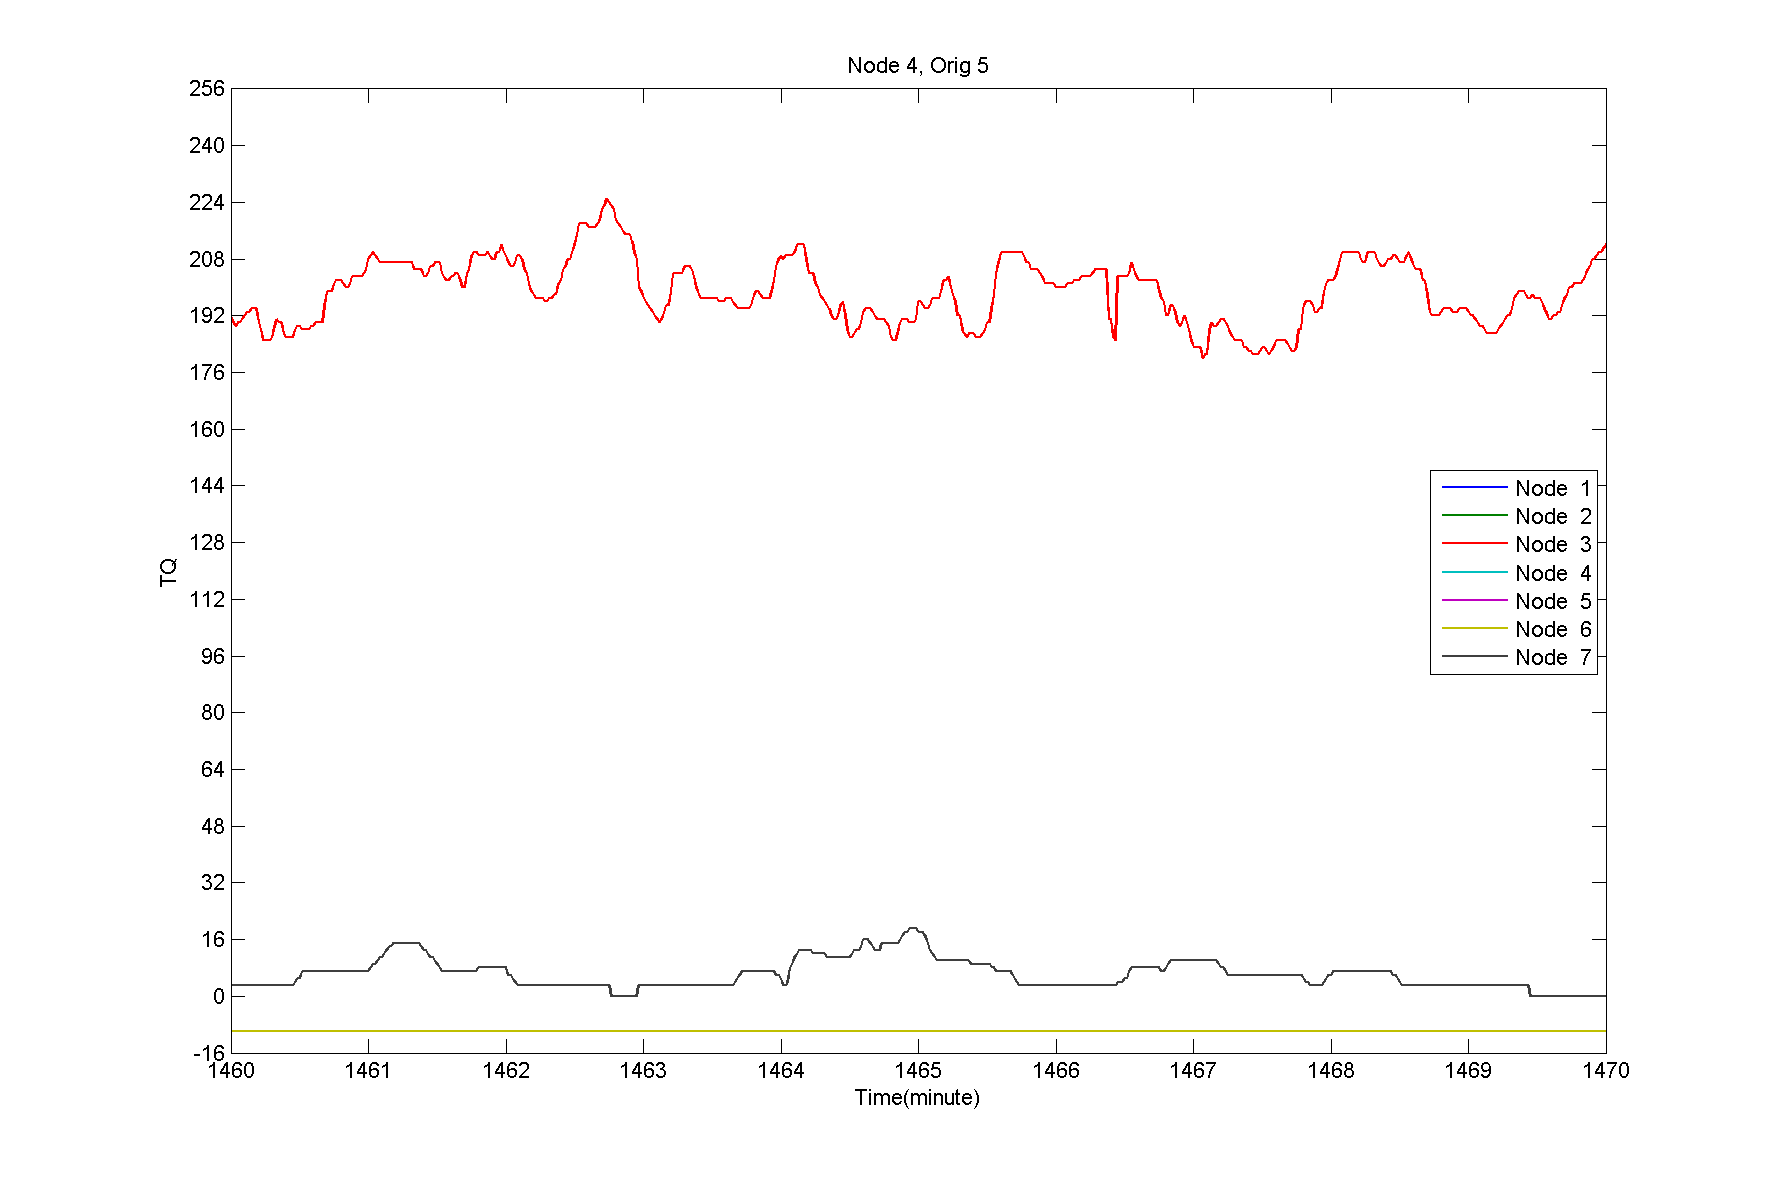 Node 4, Orig 5
256
240
224
208
192
176
160
144
128
112
96
80
64
48
32
16
0
-16
TQ
Node 1
Node 2
Node 3
Node 4
Node 5
Node 6
Node 7
1460 1461 1462 1463 1464 1465 1466 1467 1468 1469 1470
Time(minute)